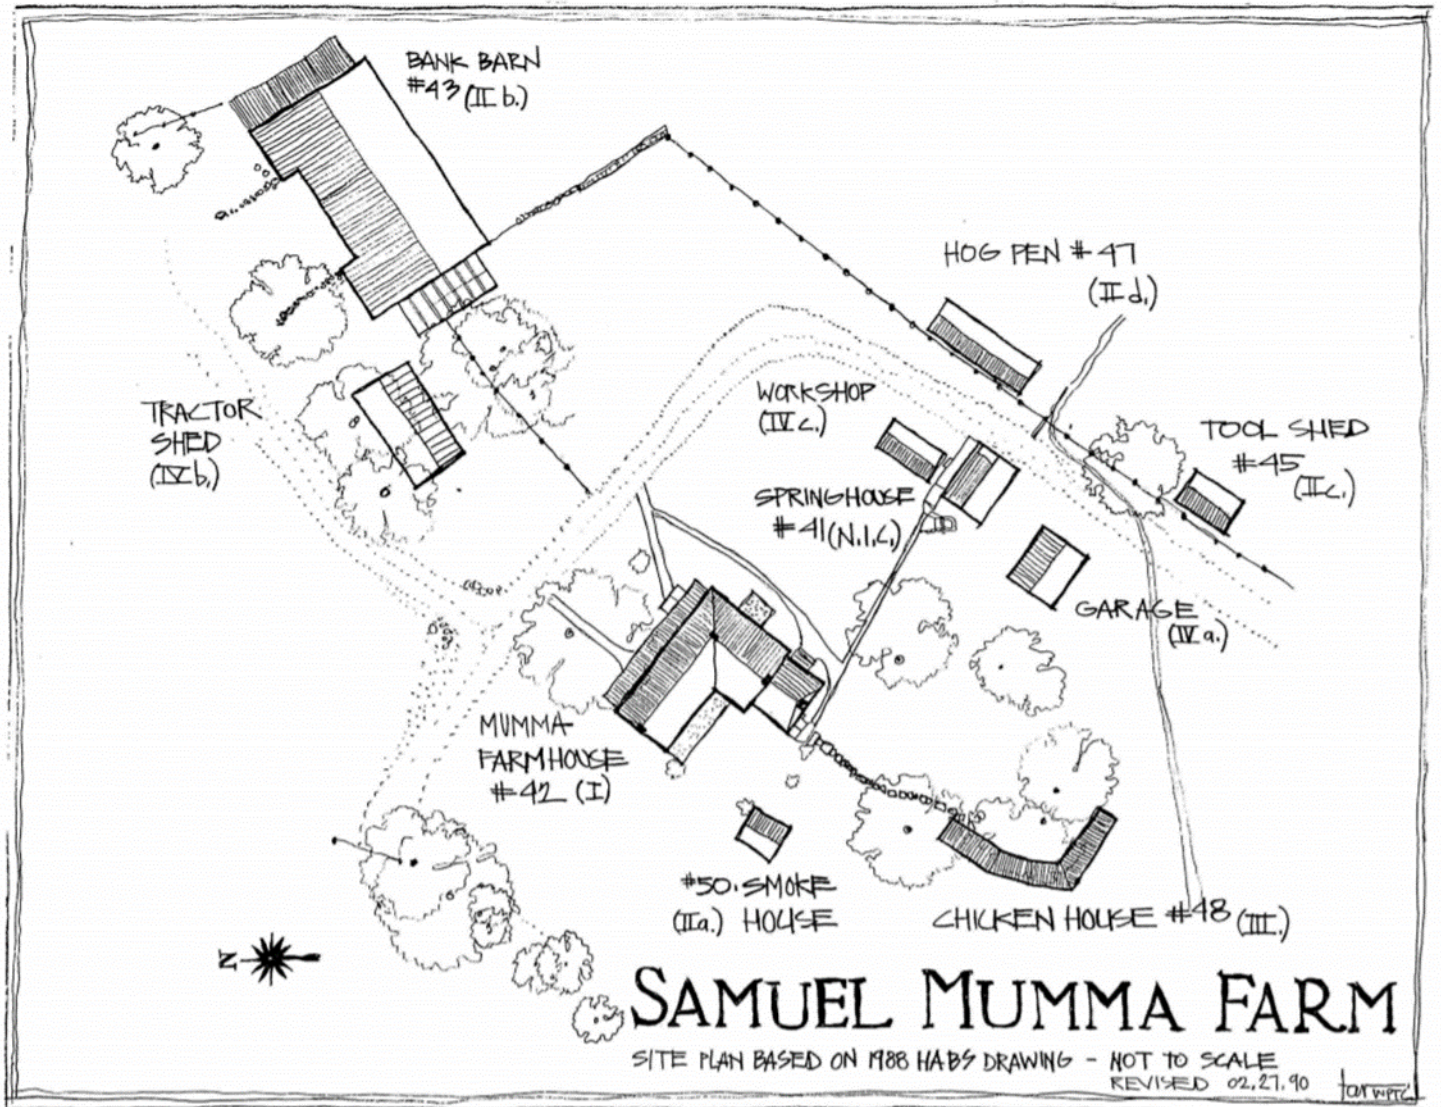 BANK BARN
#43 (II b.)
HOG PEN #47
(II d.)
WORKSHOP
(IV c.)
TRACTOR
SHED
(IV b.)
TOOL SHED
#45
(II c.)
SPRINGHOUSE
#41 (N.I.C.)
GARAGE
(IV a.)
MUMMA
FARMHOUSE
#42 (I)
#50. SMOKE
(II a.) HOUSE
CHICKEN HOUSE #48 (III.)
N
SAMUEL MUMMA FARM
SITE PLAN BASED ON 1988 HABS DRAWING - NOT TO SCALE
REVISED 02.27.90